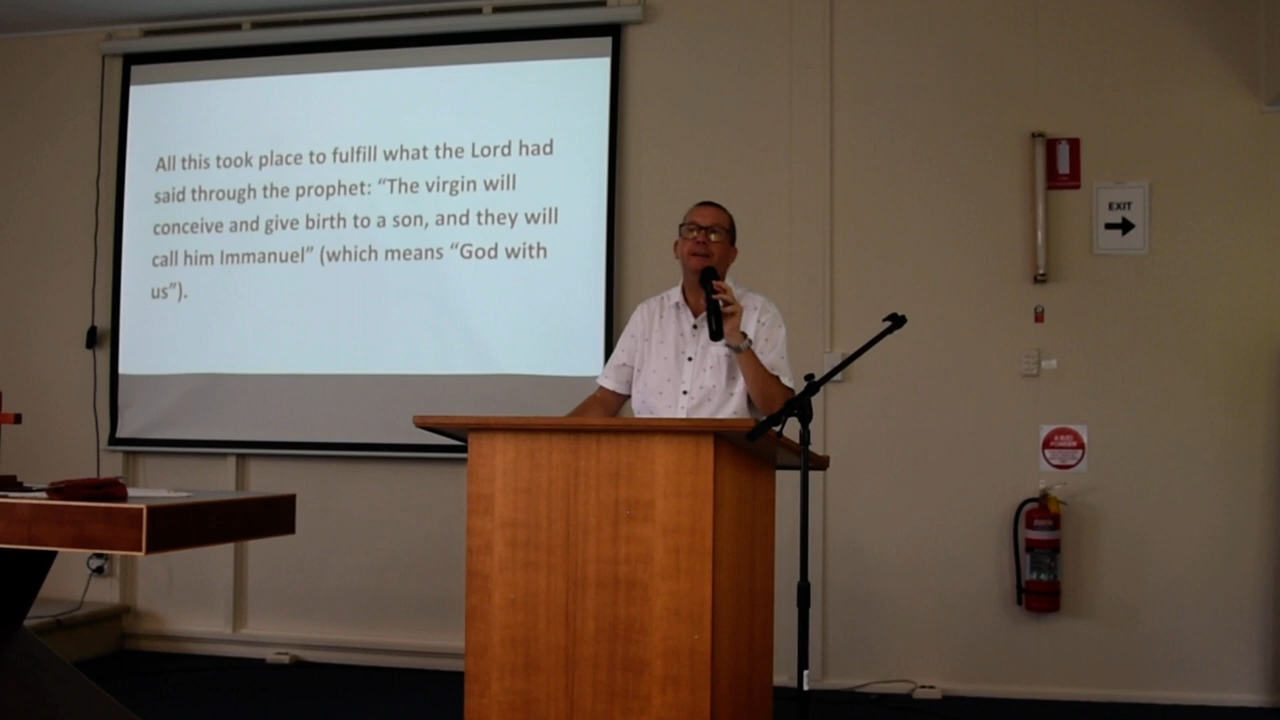 All this took place to fulfill what the Lord had
said through the prophet: “The virgin will
conceive and give birth to a son, and they will
call him Immanuel” (which means “God with
us”).
EXIT
POWDER